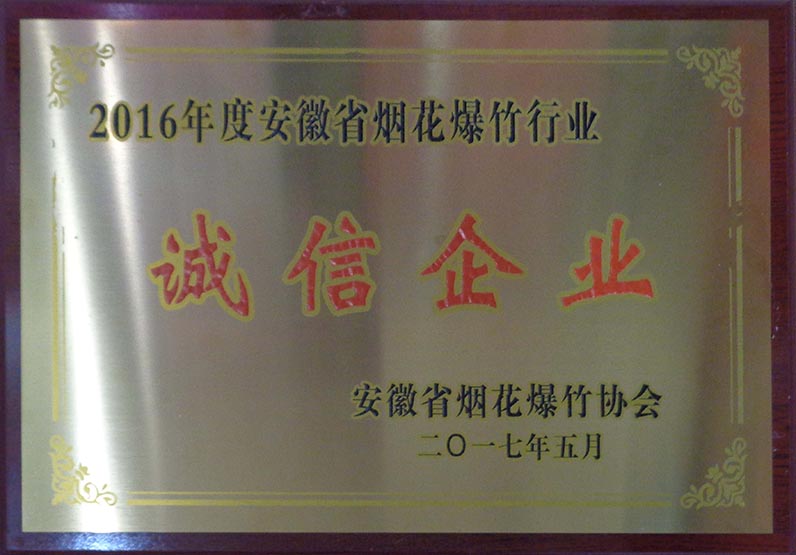 2016年度安徽省烟花爆竹行业
诚信企业
安徽省烟花爆竹协会
二〇一七年五月